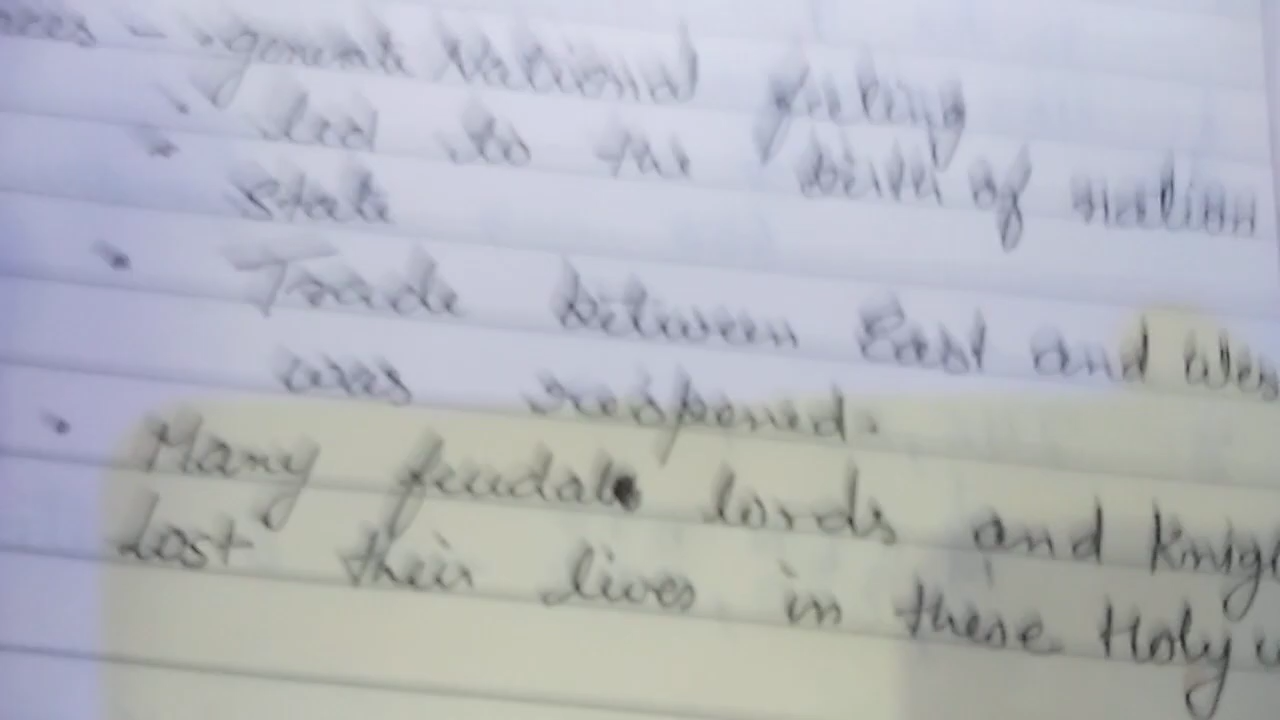 National feeling
• led to the birth of nation
state
• Trade between East and
was reopened.
• Many feudal lords and
Lost their lives in these Holy